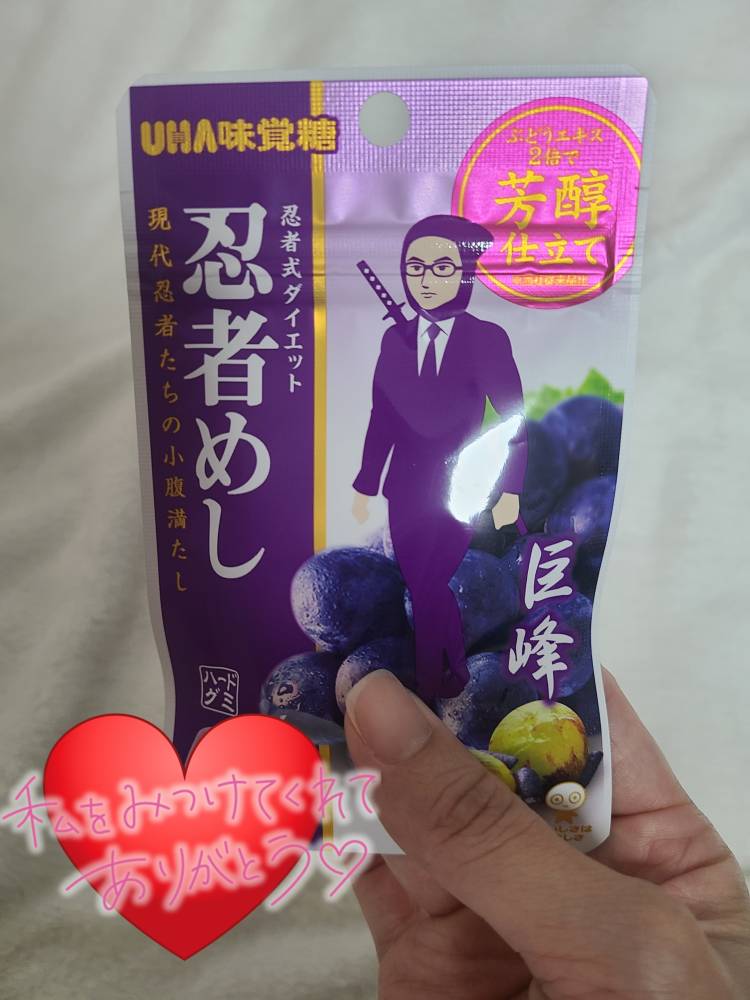 UHA味覚糖
ぶどうエキス
2倍で
芳醇
仕立て
忍者式ダイエット
忍者めし
現代忍者たちの小腹満たし
巨峰
ハード
グミ
私をみつけてくれて
ありがとう♡